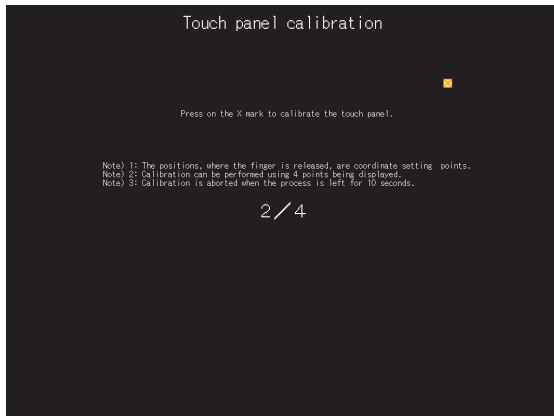 Touch panel calibration
X
Press on the X mark to calibrate the touch panel.
Note) 1: The positions, where the finger is released, are coordinate setting points.
Note) 2: Calibration can be performed using 4 points being displayed.
Note) 3: Calibration is aborted when the process is left for 10 seconds.
2/4